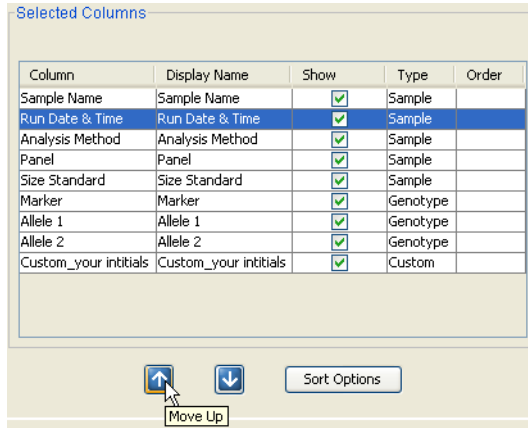 Selected Columns
Column Display Name Show Type Order
Sample Name Sample Name Sample
Run Date & Time Run Date & Time Sample
Analysis Method Analysis Method Sample
Panel Panel Sample
Size Standard Size Standard Sample
Marker Marker Genotype
Allele 1 Allele 1 Genotype
Allele 2 Allele 2 Genotype
Custom_your intitials Custom_your intitials Custom
Sort Options
Move Up